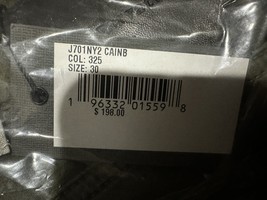 J701NY2 CAINB
COL: 325
SIZE: 30
1 96332 01559 8
$ 198.00